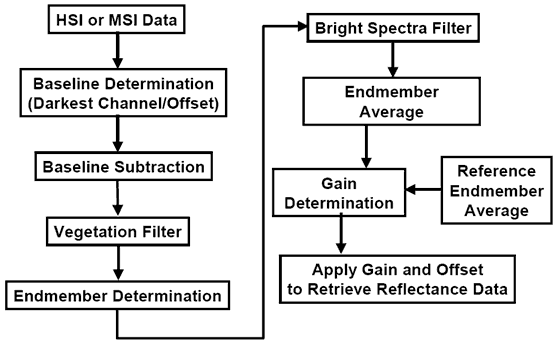 HSI or MSI Data
Baseline Determination
(Darkest Channel/Offset)
Baseline Subtraction
Vegetation Filter
Endmember Determination
Bright Spectra Filter
Endmember
Average
Gain
Determination
Reference
Endmember
Average
Apply Gain and Offset
to Retrieve Reflectance Data